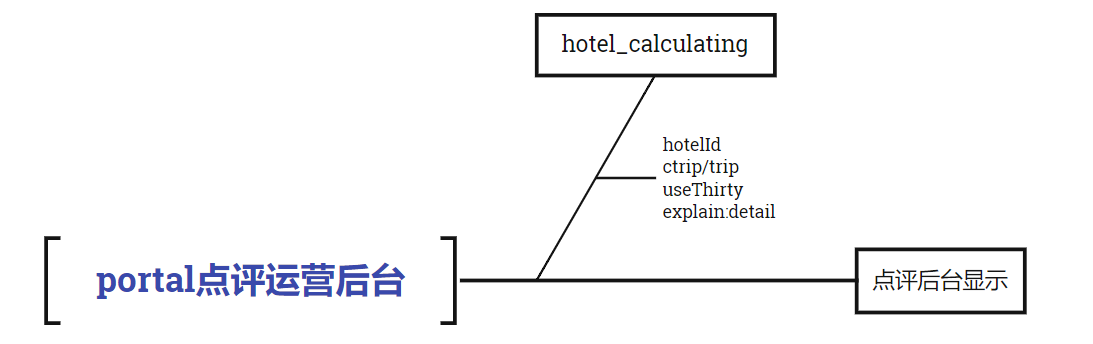 hotel_calculating
hotelId
ctrip/trip
useThirty
explain:detail
portal点评运营后台
点评后台显示